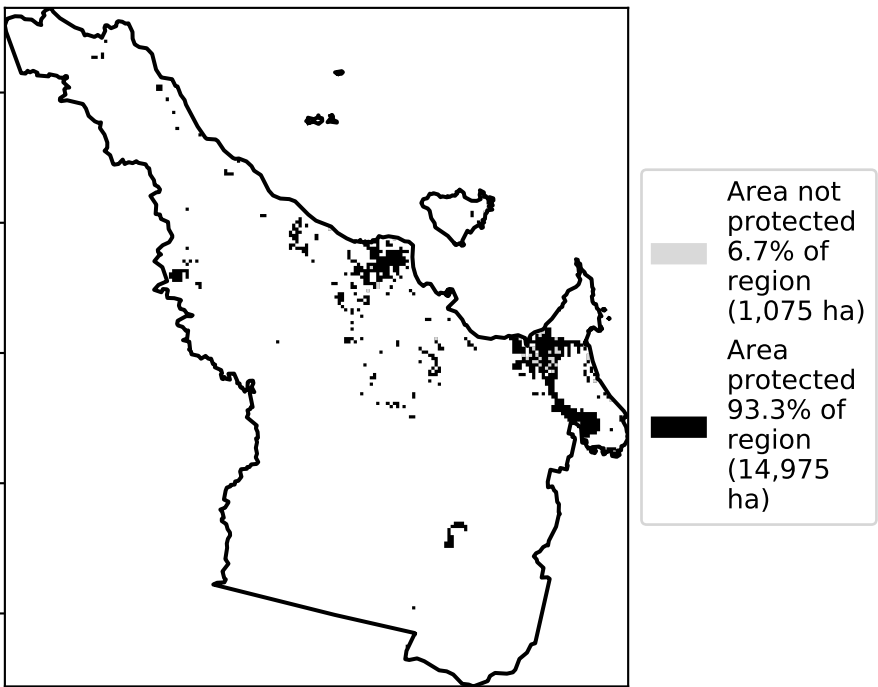 Area not
protected
6.7% of
region
(1,075 ha)
Area
protected
93.3% of
region
(14,975
ha)